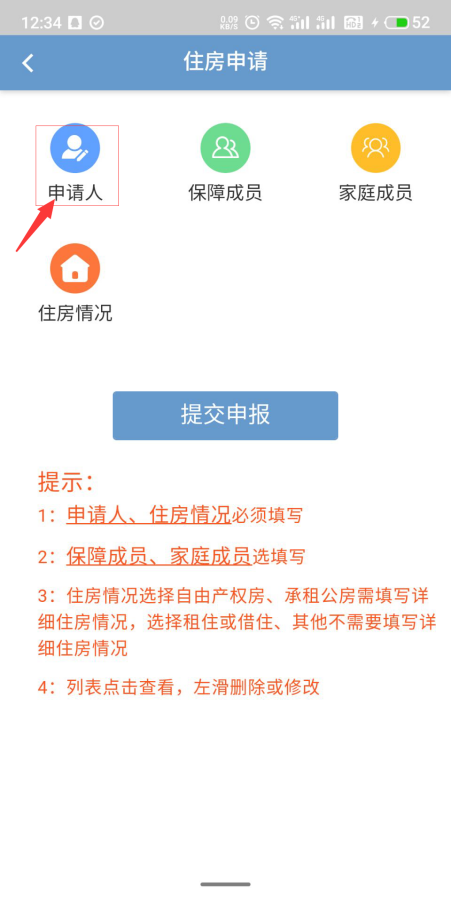 12:34
0.09
KB/S
4G
4G
52
住房申请
申请人
保障成员
家庭成员
住房情况
提交申报
提示：
1：申请人、住房情况必须填写
2：保障成员、家庭成员选填写
3：住房情况选择自由产权房、承租公房需填写详
细住房情况，选择租住或借住、其他不需要填写详
细住房情况
4：列表点击查看，左滑删除或修改